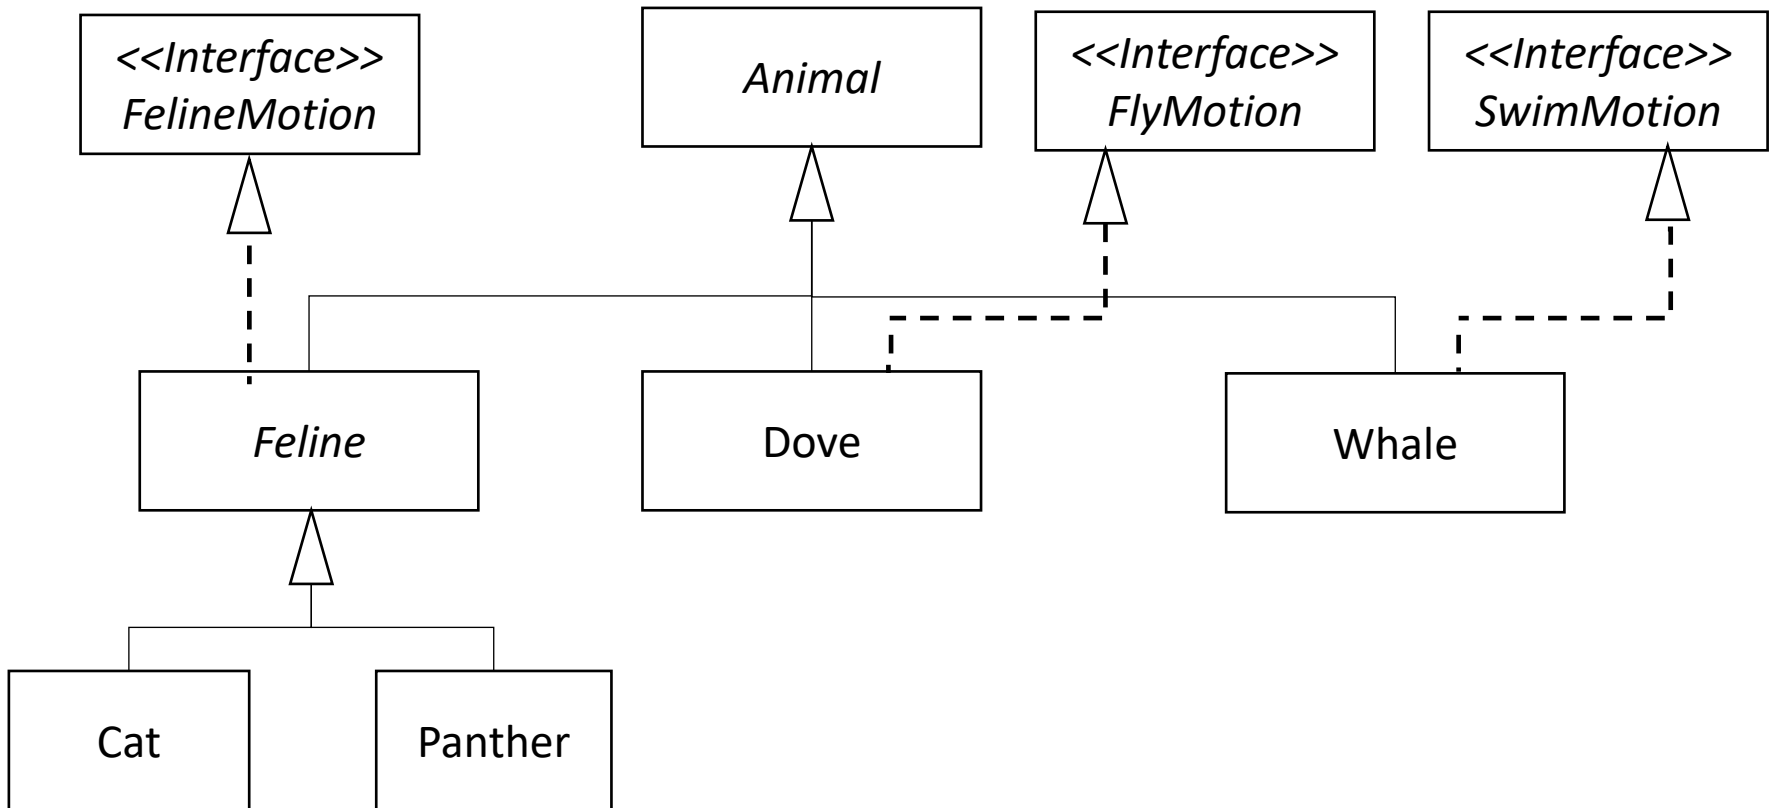 <<Interface>>
FelineMotion
Animal
<<Interface>>
FlyMotion
<<Interface>>
SwimMotion
Feline
Dove
Whale
Cat
Panther